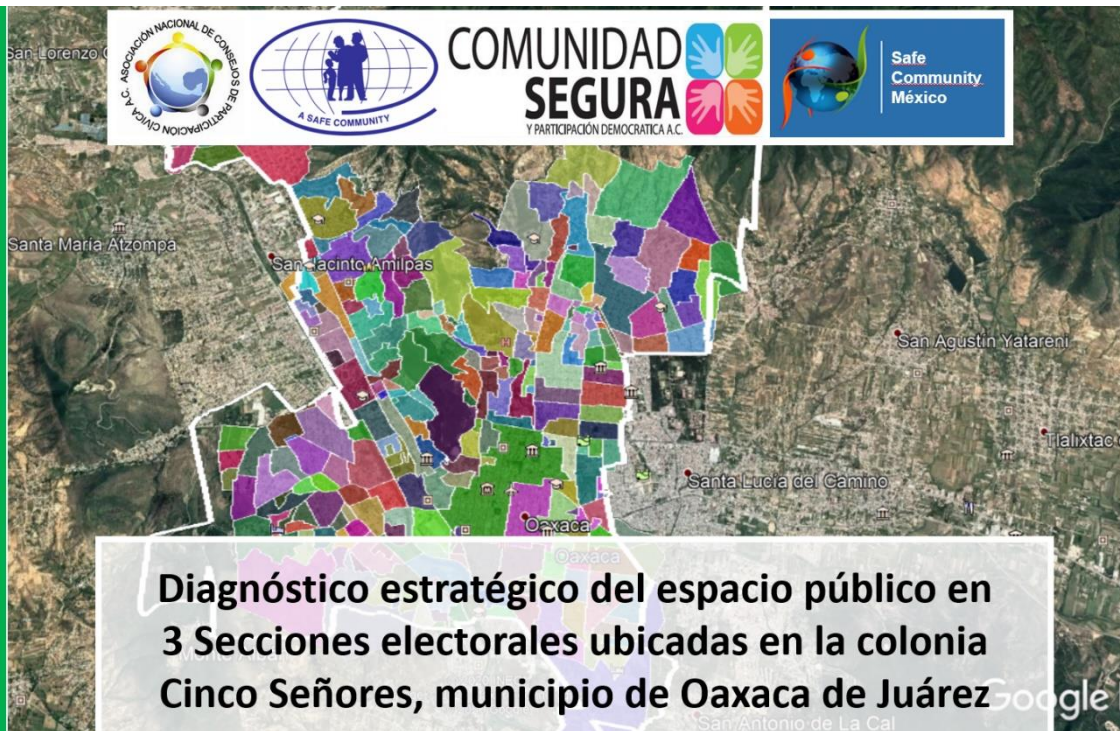 ASOCIACIÓN NACIONAL DE CONSEJOS DE PARTICIPACIÓN CÍVICA A.C.
A SAFE COMMUNITY
COMUNIDAD
SEGURA
Y PARTICIPACIÓN DEMOCRATICA A.C.
Safe
Community
México
San Lorenzo
Santa María Atzompa
San Jacinto Amilpas
San Agustín Yatareni
Tlalixtac
Santa Lucía del Camino
Oaxaca
Oaxaca
Diagnóstico estratégico del espacio público en
3 Secciones electorales ubicadas en la colonia
Cinco Señores, municipio de Oaxaca de Juárez
Google
San Antonio de La Cal